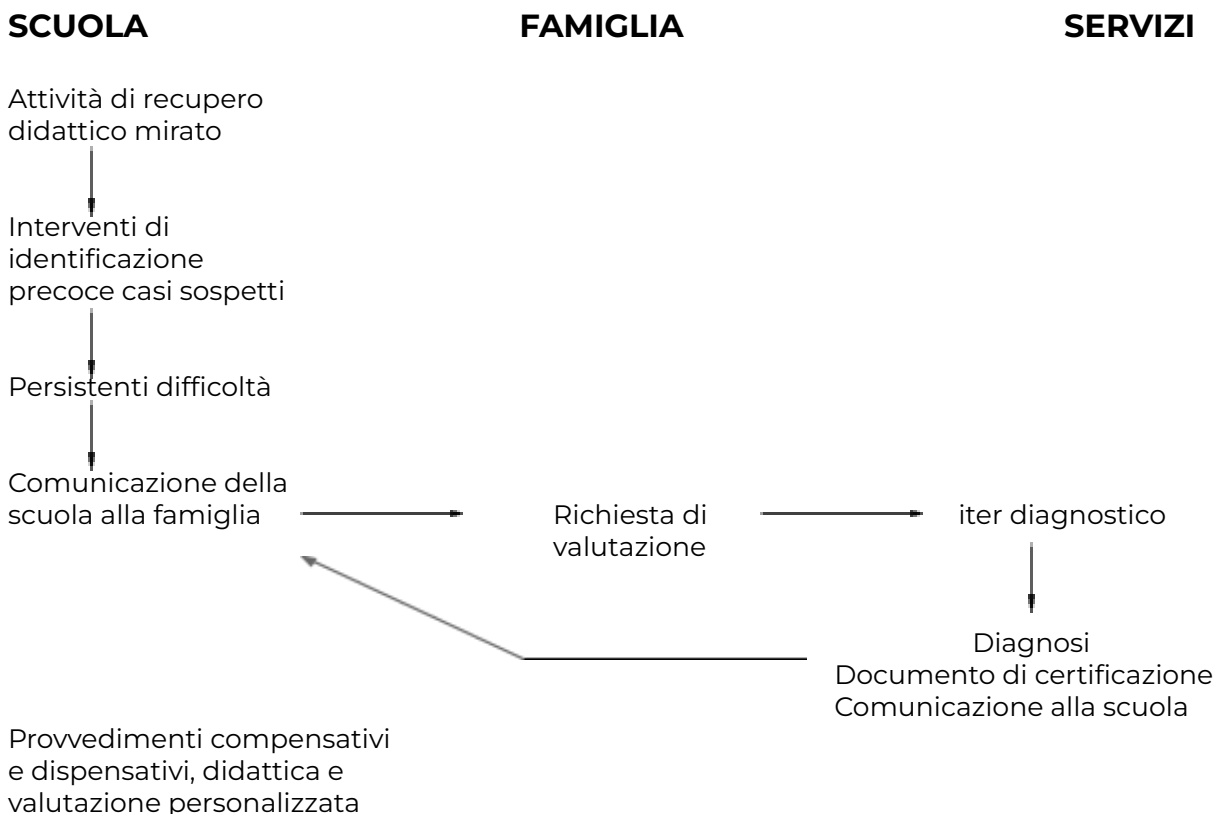 SCUOLA
FAMIGLIA
SERVIZI
Attività di recupero
didattico mirato
Interventi di
identificazione
precoce casi sospetti
Persistenti difficoltà
Comunicazione della
scuola alla famiglia
Richiesta di
valutazione
iter diagnostico
Diagnosi
Documento di certificazione
Comunicazione alla scuola
Provvedimenti compensativi
e dispensativi, didattica e
valutazione personalizzata